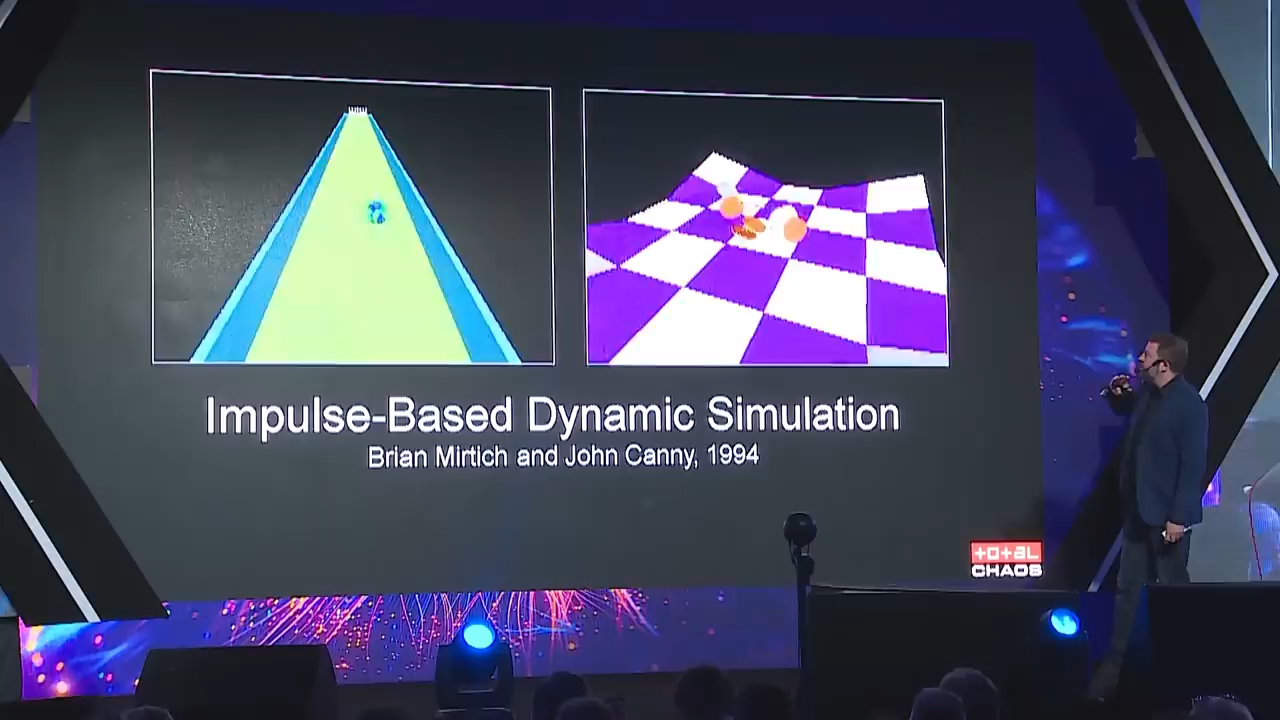 Impulse-Based Dynamic Simulation
Brian Mirtich and John Canny, 1994
total
CHAOS